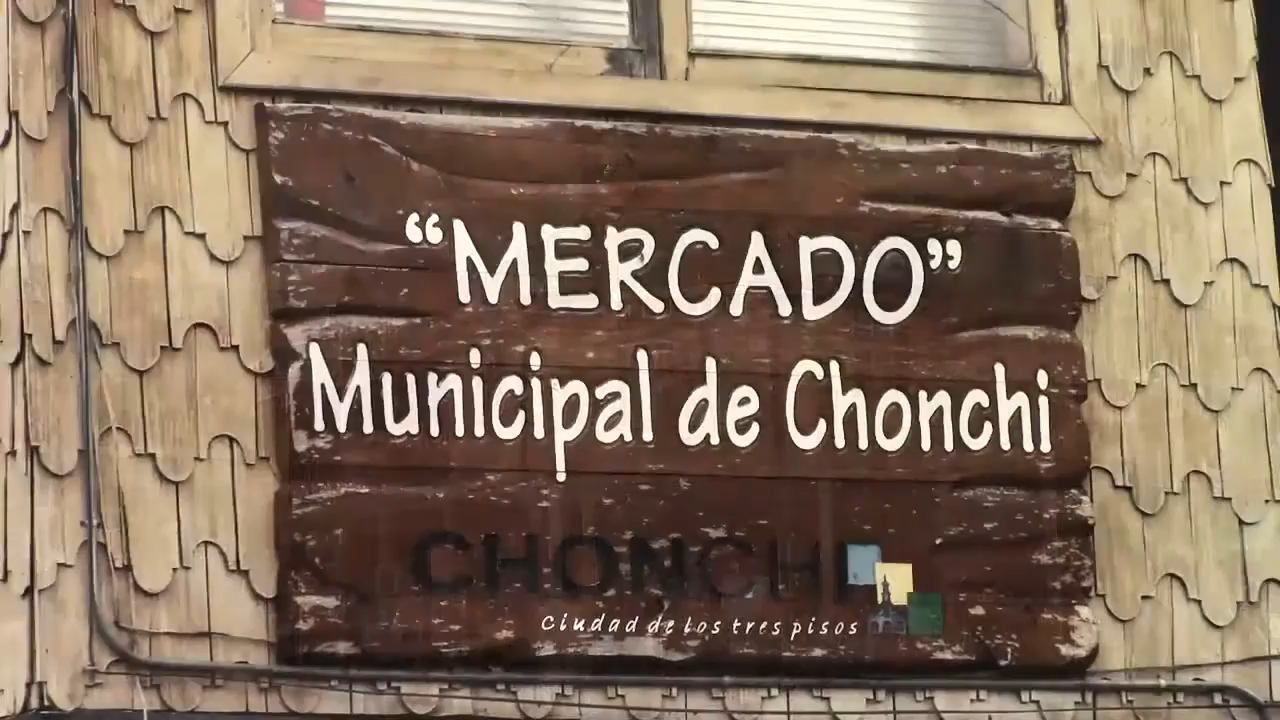 “MERCADO”
Municipal de Chonchi
CHONCHI
Ciudad de los tres pisos